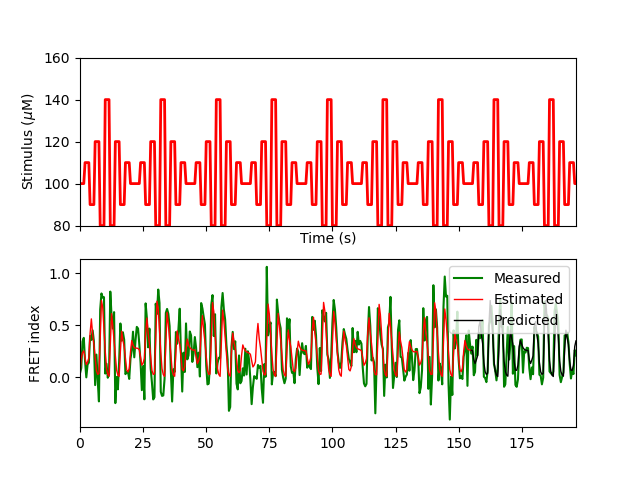 160
140
120
100
80
Stimulus (μM)
Time (s)
1.0
0.5
0.0
FRET index
Measured
Estimated
Predicted
0 25 50 75 100 125 150 175